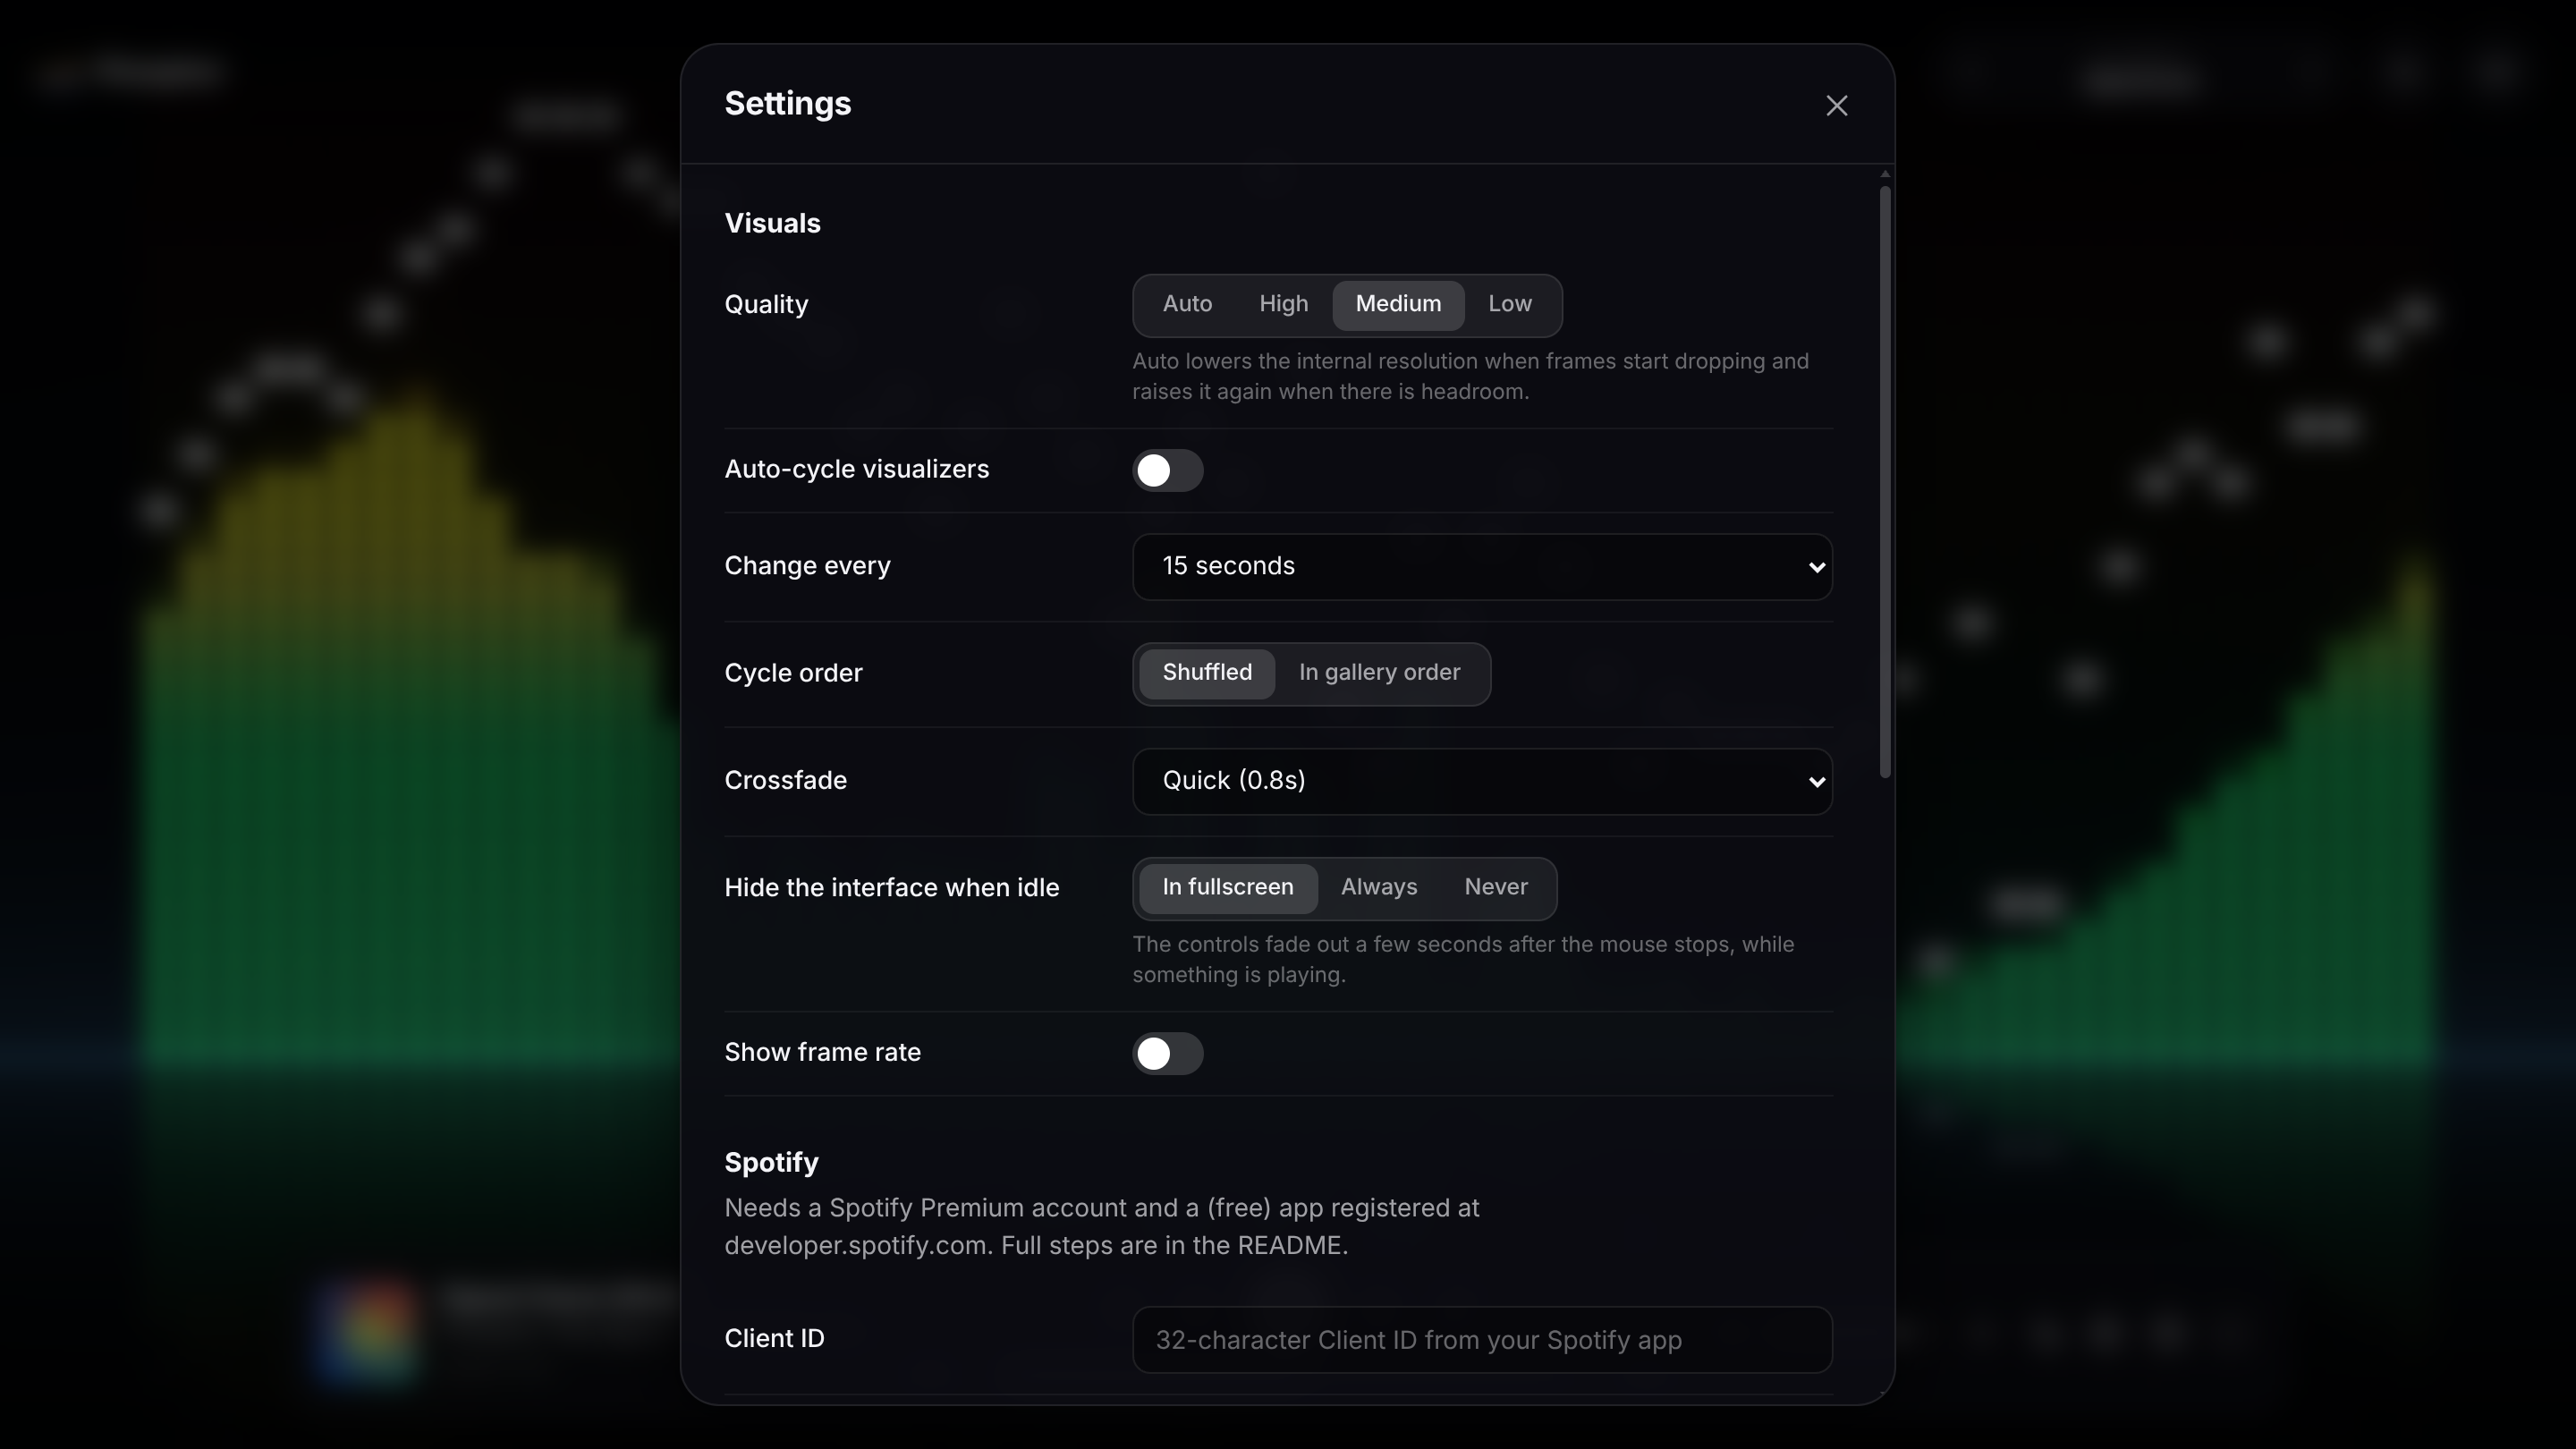 Settings
Visuals
Quality
Auto High Medium Low
Auto lowers the internal resolution when frames start dropping and
raises it again when there is headroom.
Auto-cycle visualizers
Change every
15 seconds
Cycle order
Shuffled In gallery order
Crossfade
Quick (0.8s)
Hide the interface when idle
In fullscreen Always Never
The controls fade out a few seconds after the mouse stops, while
something is playing.
Show frame rate
Spotify
Needs a Spotify Premium account and a (free) app registered at
developer.spotify.com. Full steps are in the README.
Client ID
32-character Client ID from your Spotify app